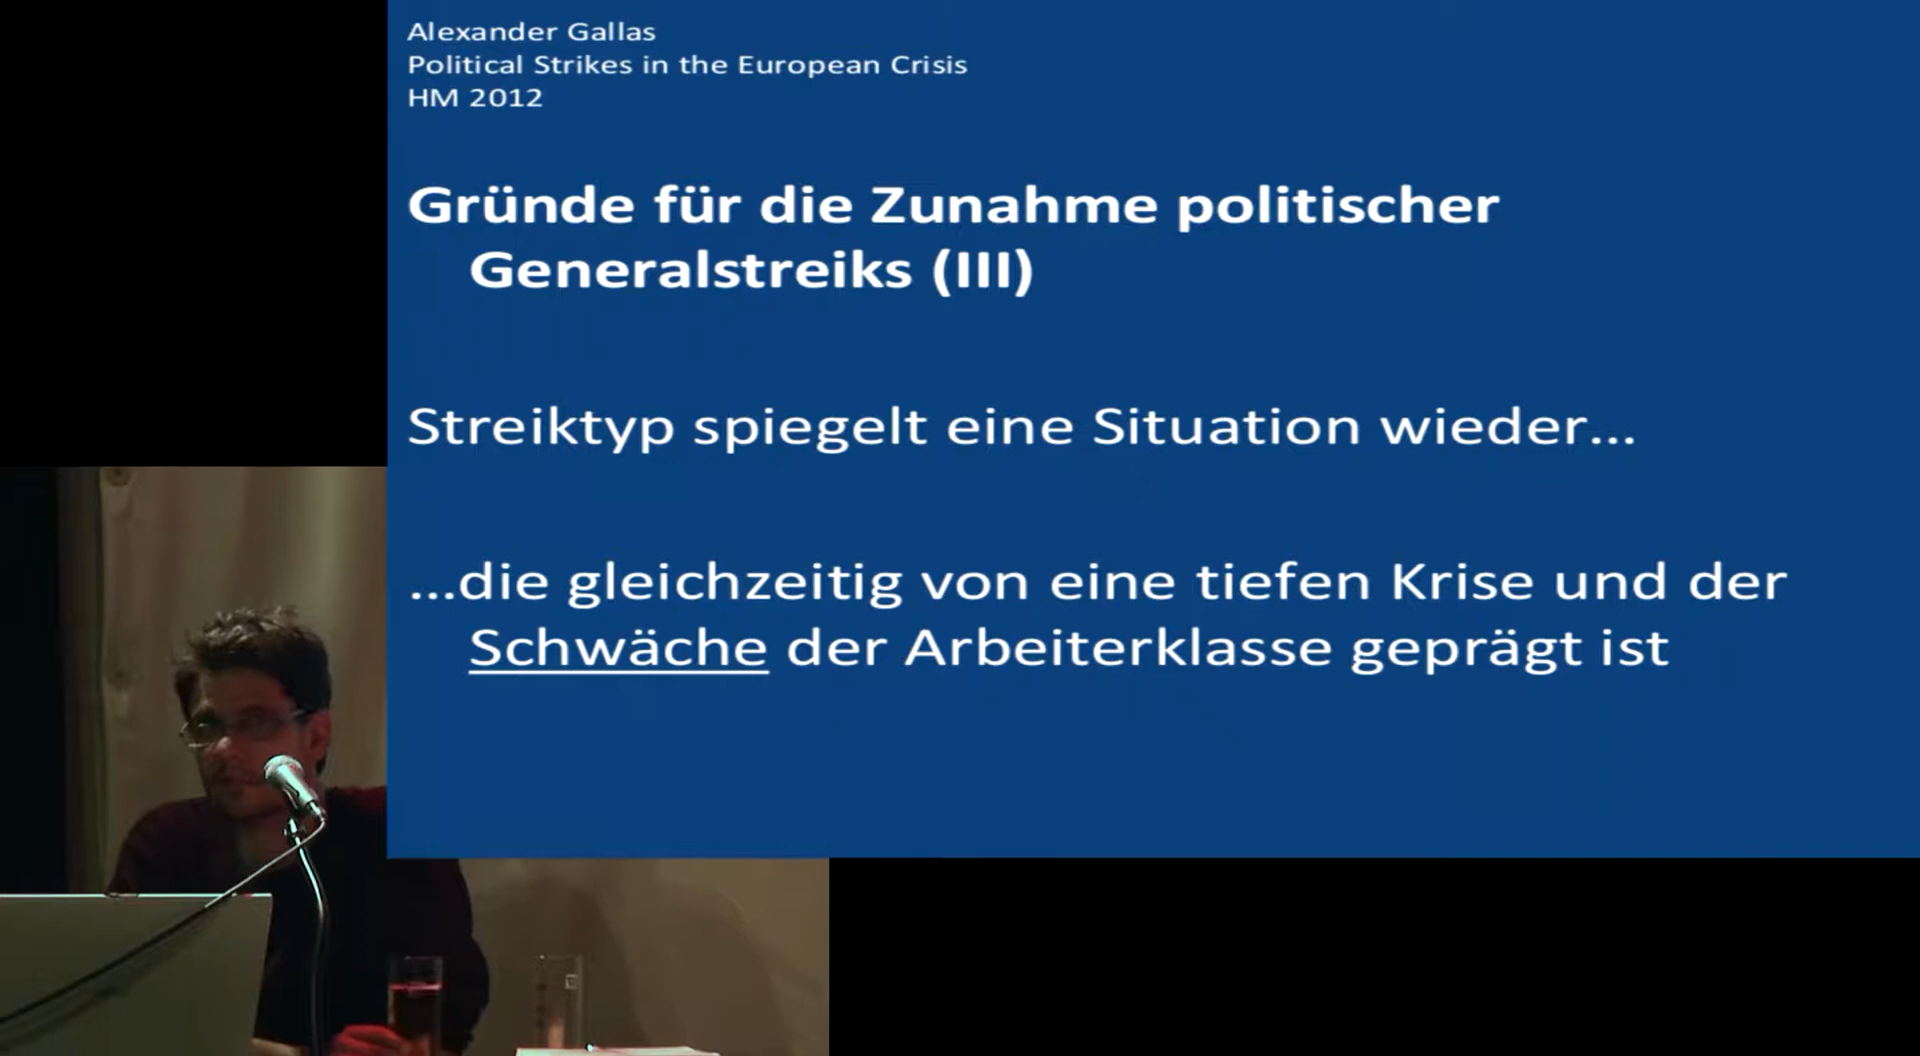 Alexander Gallas
Political Strikes in the European Crisis
HM 2012
Gründe für die Zunahme politischer
Generalstreiks (III)
Streiktyp spiegelt eine Situation wieder...
...die gleichzeitig von eine tiefen Krise und der
Schwäche der Arbeiterklasse geprägt ist